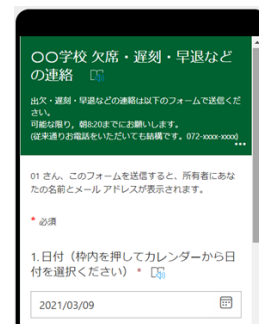 〇〇学校 欠席・遅刻・早退など
の連絡
出欠・遅刻・早退などの連絡は以下のフォームで送信くだ
さい。
可能な限り，朝8:20までにお願いします。
(従来通りお電話をいただいても結構です。072-xxxx-xxxx)
01 さん、このフォームを送信すると、所有者にあな
たの名前とメール アドレスが表示されます。
* 必須
1.日付（枠内を押してカレンダーから日
付を選択ください） *
2021/03/09